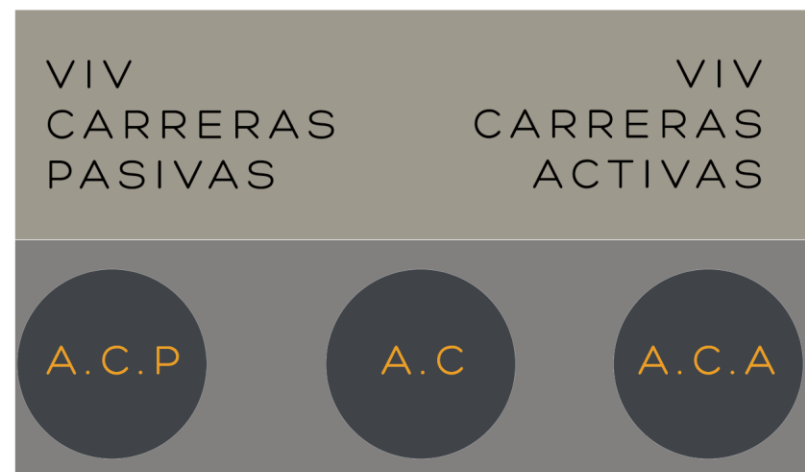 VIV
CARRERAS
PASIVAS
VIV
CARRERAS
ACTIVAS
A.C.P
A.C
A.C.A